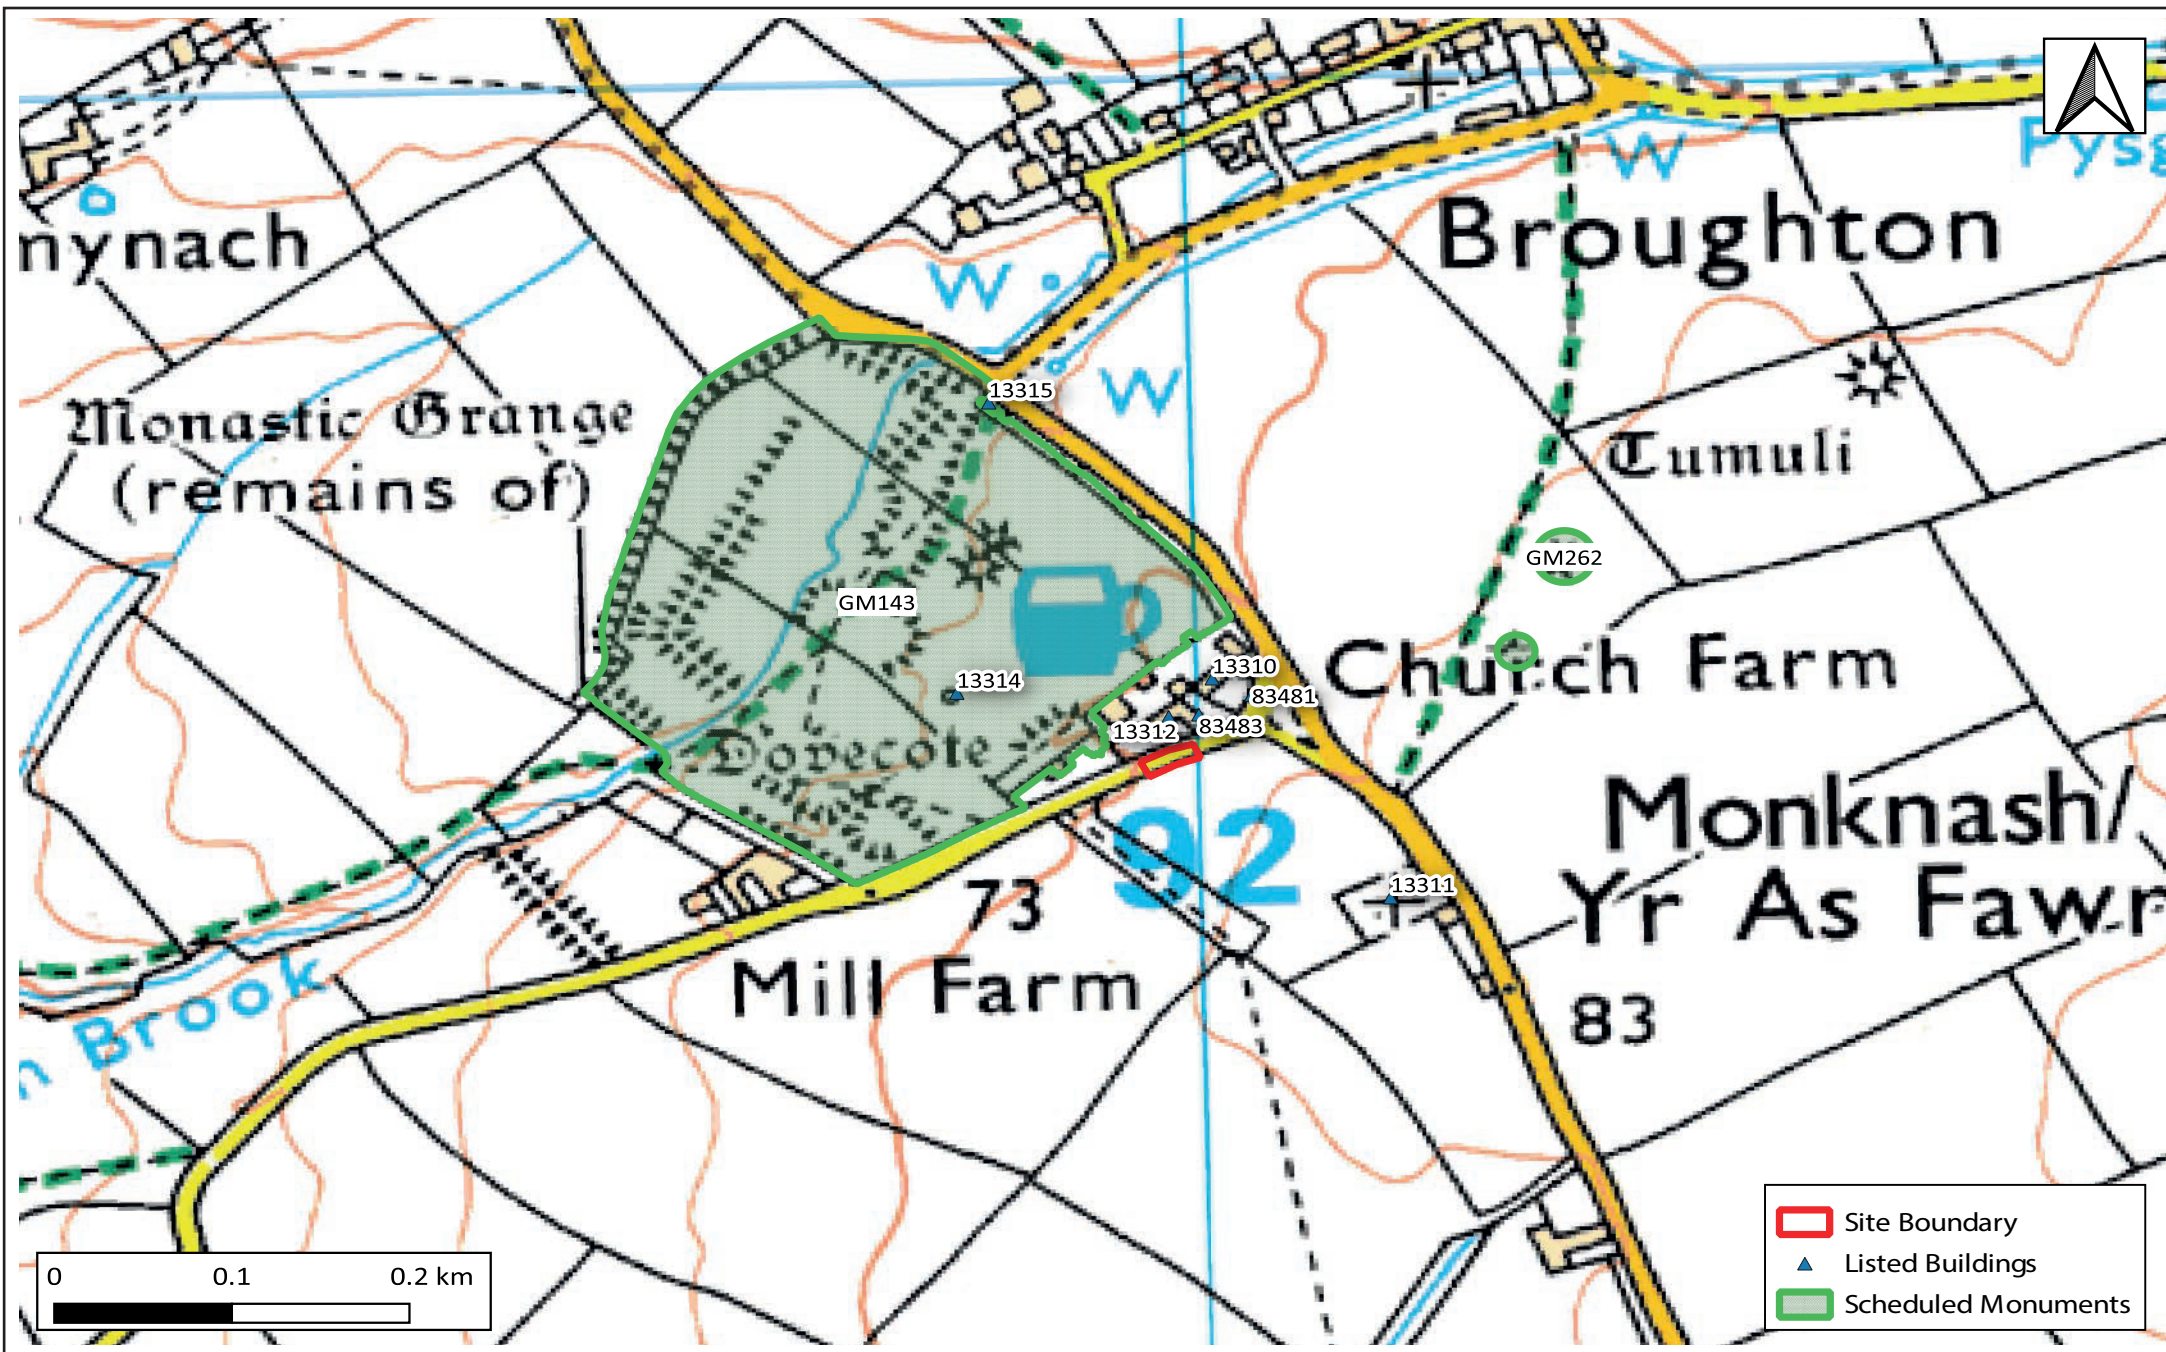 W
Pysg
Broughton
nynach
W
W
13315
Monastic Grange
(remains of)
Tumuli
GM262
GM143
Church Farm
13310
13314
83481
83483
13312
Dovecote
92
Monknash/
Yr As Fawr
13311
73
Mill Farm
83
n Brook
0 0.1 0.2 km
Site Boundary
Listed Buildings
Scheduled Monuments